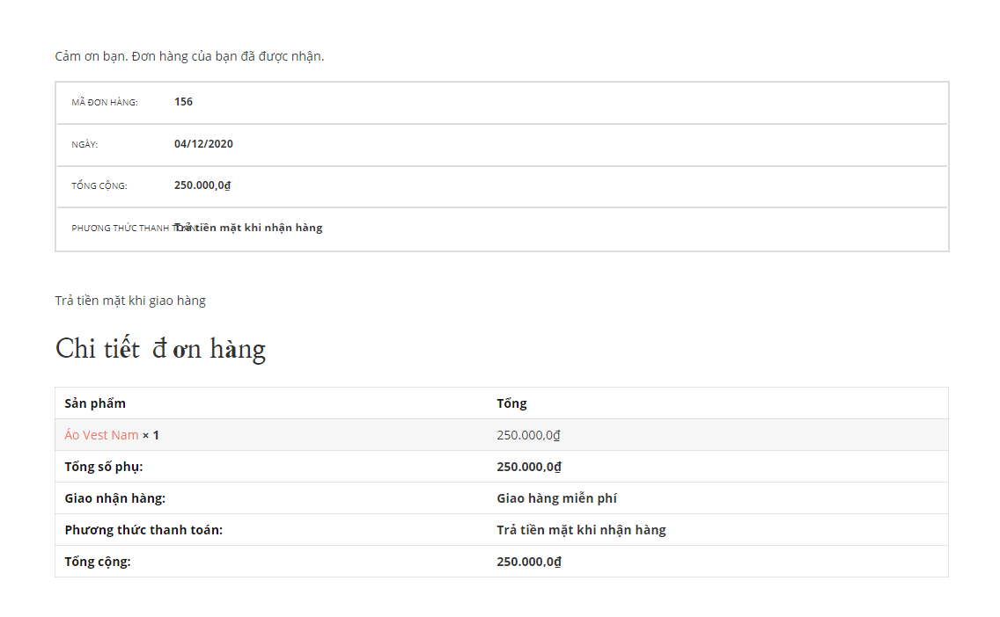 Cảm ơn bạn. Đơn hàng của bạn đã được nhận.
MÃ ĐƠN HÀNG: 156
NGÀY: 04/12/2020
TỔNG CỘNG: 250.000,0₫
PHƯƠNG THỨC THANH TOÁN: Trả tiền mặt khi nhận hàng
Trả tiền mặt khi giao hàng
Chi tiết đơn hàng
Sản phẩm Tổng
Áo Vest Nam × 1 250.000,0₫
Tổng số phụ: 250.000,0₫
Giao nhận hàng: Giao hàng miễn phí
Phương thức thanh toán: Trả tiền mặt khi nhận hàng
Tổng cộng: 250.000,0₫